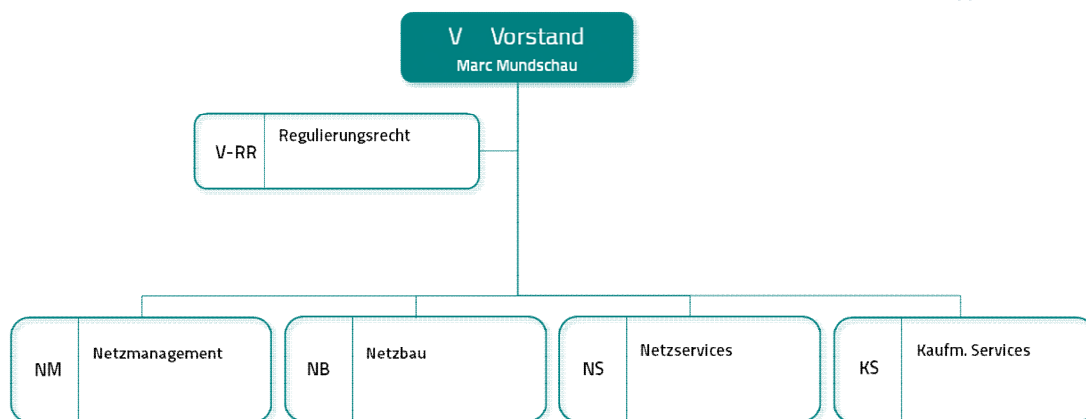 V Vorstand
Marc Mundschau
V-RR Regulierungsrecht
NM Netzmanagement
NB Netzbau
NS Netzservices
KS Kaufm. Services